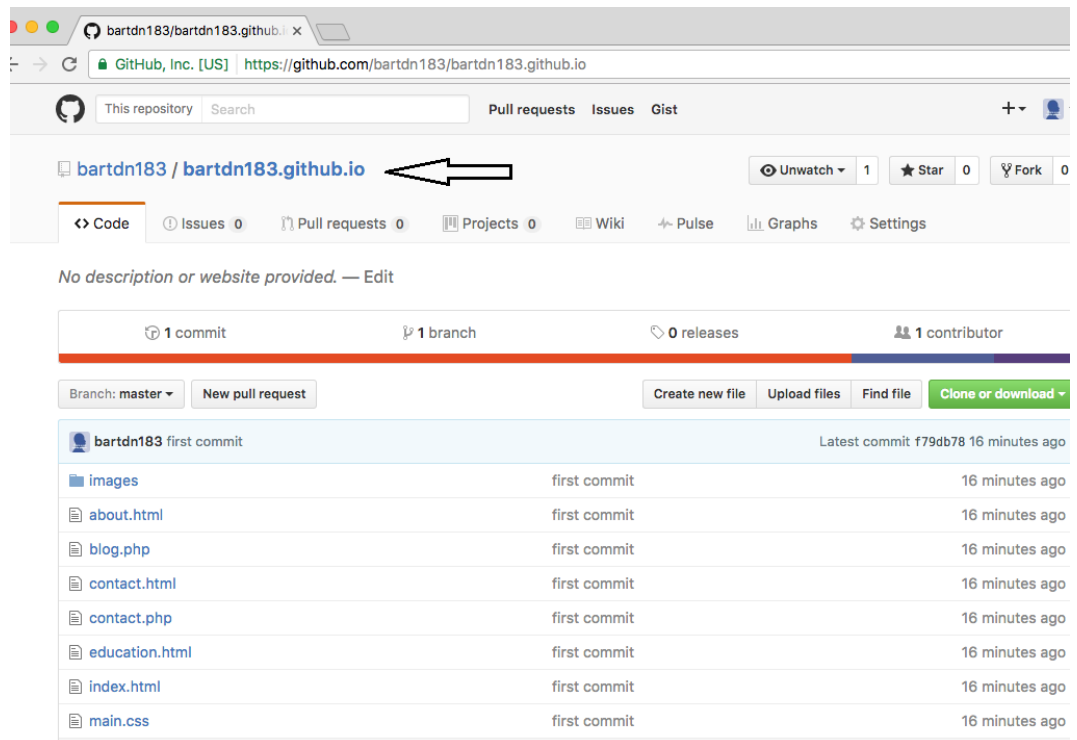 bartdn183/bartdn183.github.i
GitHub, Inc. [US] https://github.com/bartdn183/bartdn183.github.io
This repository Search Pull requests Issues Gist
bartdn183 / bartdn183.github.io Unwatch 1 Star 0 Fork 0
Code Issues 0 Pull requests 0 Projects 0 Wiki Pulse Graphs Settings
No description or website provided. — Edit
1 commit 1 branch 0 releases 1 contributor
Branch: master New pull request Create new file Upload files Find file Clone or download
bartdn183 first commit Latest commit f79db78 16 minutes ago
images first commit 16 minutes ago
about.html first commit 16 minutes ago
blog.php first commit 16 minutes ago
contact.html first commit 16 minutes ago
contact.php first commit 16 minutes ago
education.html first commit 16 minutes ago
index.html first commit 16 minutes ago
main.css first commit 16 minutes ago